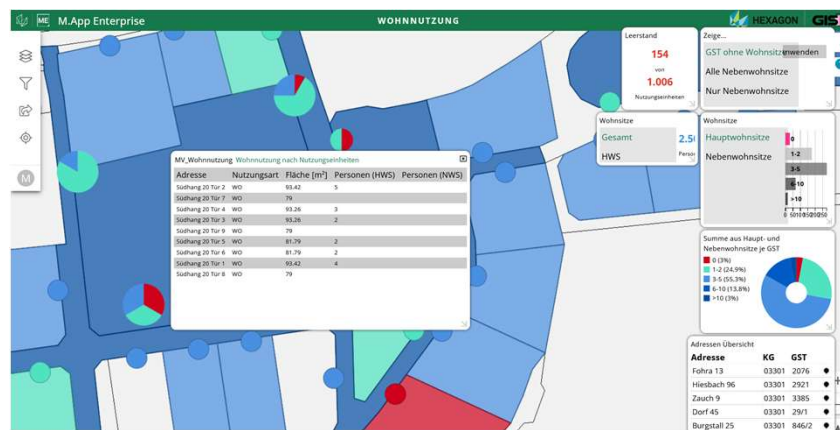 ME M.App Enterprise
WOHNNUTZUNG
HEXAGON
Leerstand
154
von
1.006
Nutzungseinheiten
Zeige...
GST ohne Wohnsitz
Alle Nebenwohnsitze
Nur Nebenwohnsitze
Wohnsitze
Gesamt
HWS
Wohnsitze
Hauptwohnsitze
Nebenwohnsitze
0
1-2
3-5
6-10
>10
MV_Wohnnutzung Wohnnutzung nach Nutzungseinheiten
Adresse Nutzungsart Fläche [m²] Personen (HWS) Personen (NWS)
Südhang 20 Tür 2 WO 93.42 5
Südhang 20 Tür 7 WO 79
Südhang 20 Tür 4 WO 93.26 3
Südhang 20 Tür 3 WO 93.26 2
Südhang 20 Tür 9 WO 79
Südhang 20 Tür 5 WO 81.79 2
Südhang 20 Tür 6 WO 81.79 2
Südhang 20 Tür 1 WO 93.42 4
Südhang 20 Tür 8 WO 79
M
Summe aus Haupt- und
Nebenwohnsitze je GST
0 (3%)
1-2 (24,9%)
3-5 (55,3%)
6-10 (13,8%)
>10 (3%)
Adressen Übersicht
Adresse KG GST
Fohra 13 03301 2076
Hiesbach 96 03301 2921
Zauch 9 03301 3385
Dorf 45 03301 29/1
Burgstall 25 03301 846/2